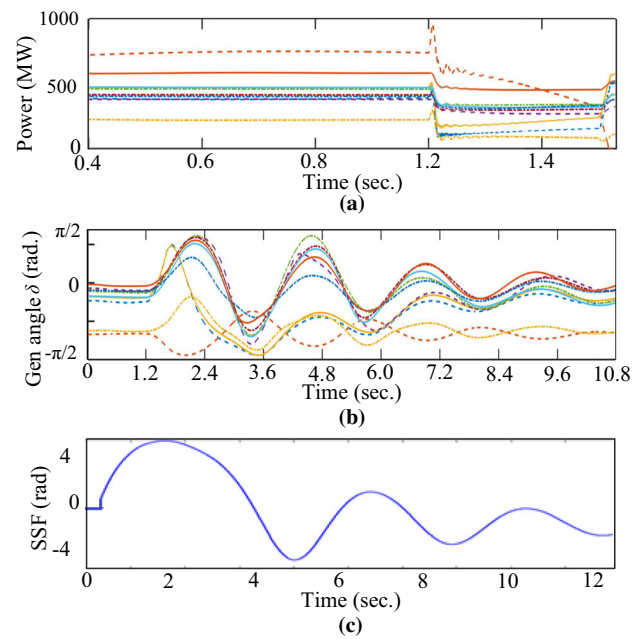 1000
500
0
Power (MW)
0.4 0.6 0.8 1.0 1.2 1.4
Time (sec.)
(a)
π/2
0
-π/2
Gen angle δ (rad.)
0 1.2 2.4 3.6 4.8 6.0 7.2 8.4 9.6 10.8
Time (sec.)
(b)
4
0
-4
SSF (rad)
0 2 4 6 8 10 12
Time (sec.)
(c)